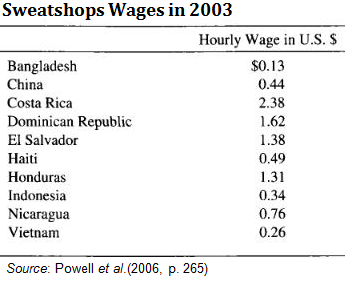 Sweatshops Wages in 2003
Hourly Wage in U.S. $
Bangladesh $0.13
China 0.44
Costa Rica 2.38
Dominican Republic 1.62
El Salvador 1.38
Haiti 0.49
Honduras 1.31
Indonesia 0.34
Nicaragua 0.76
Vietnam 0.26
Source: Powell et al.(2006, p. 265)